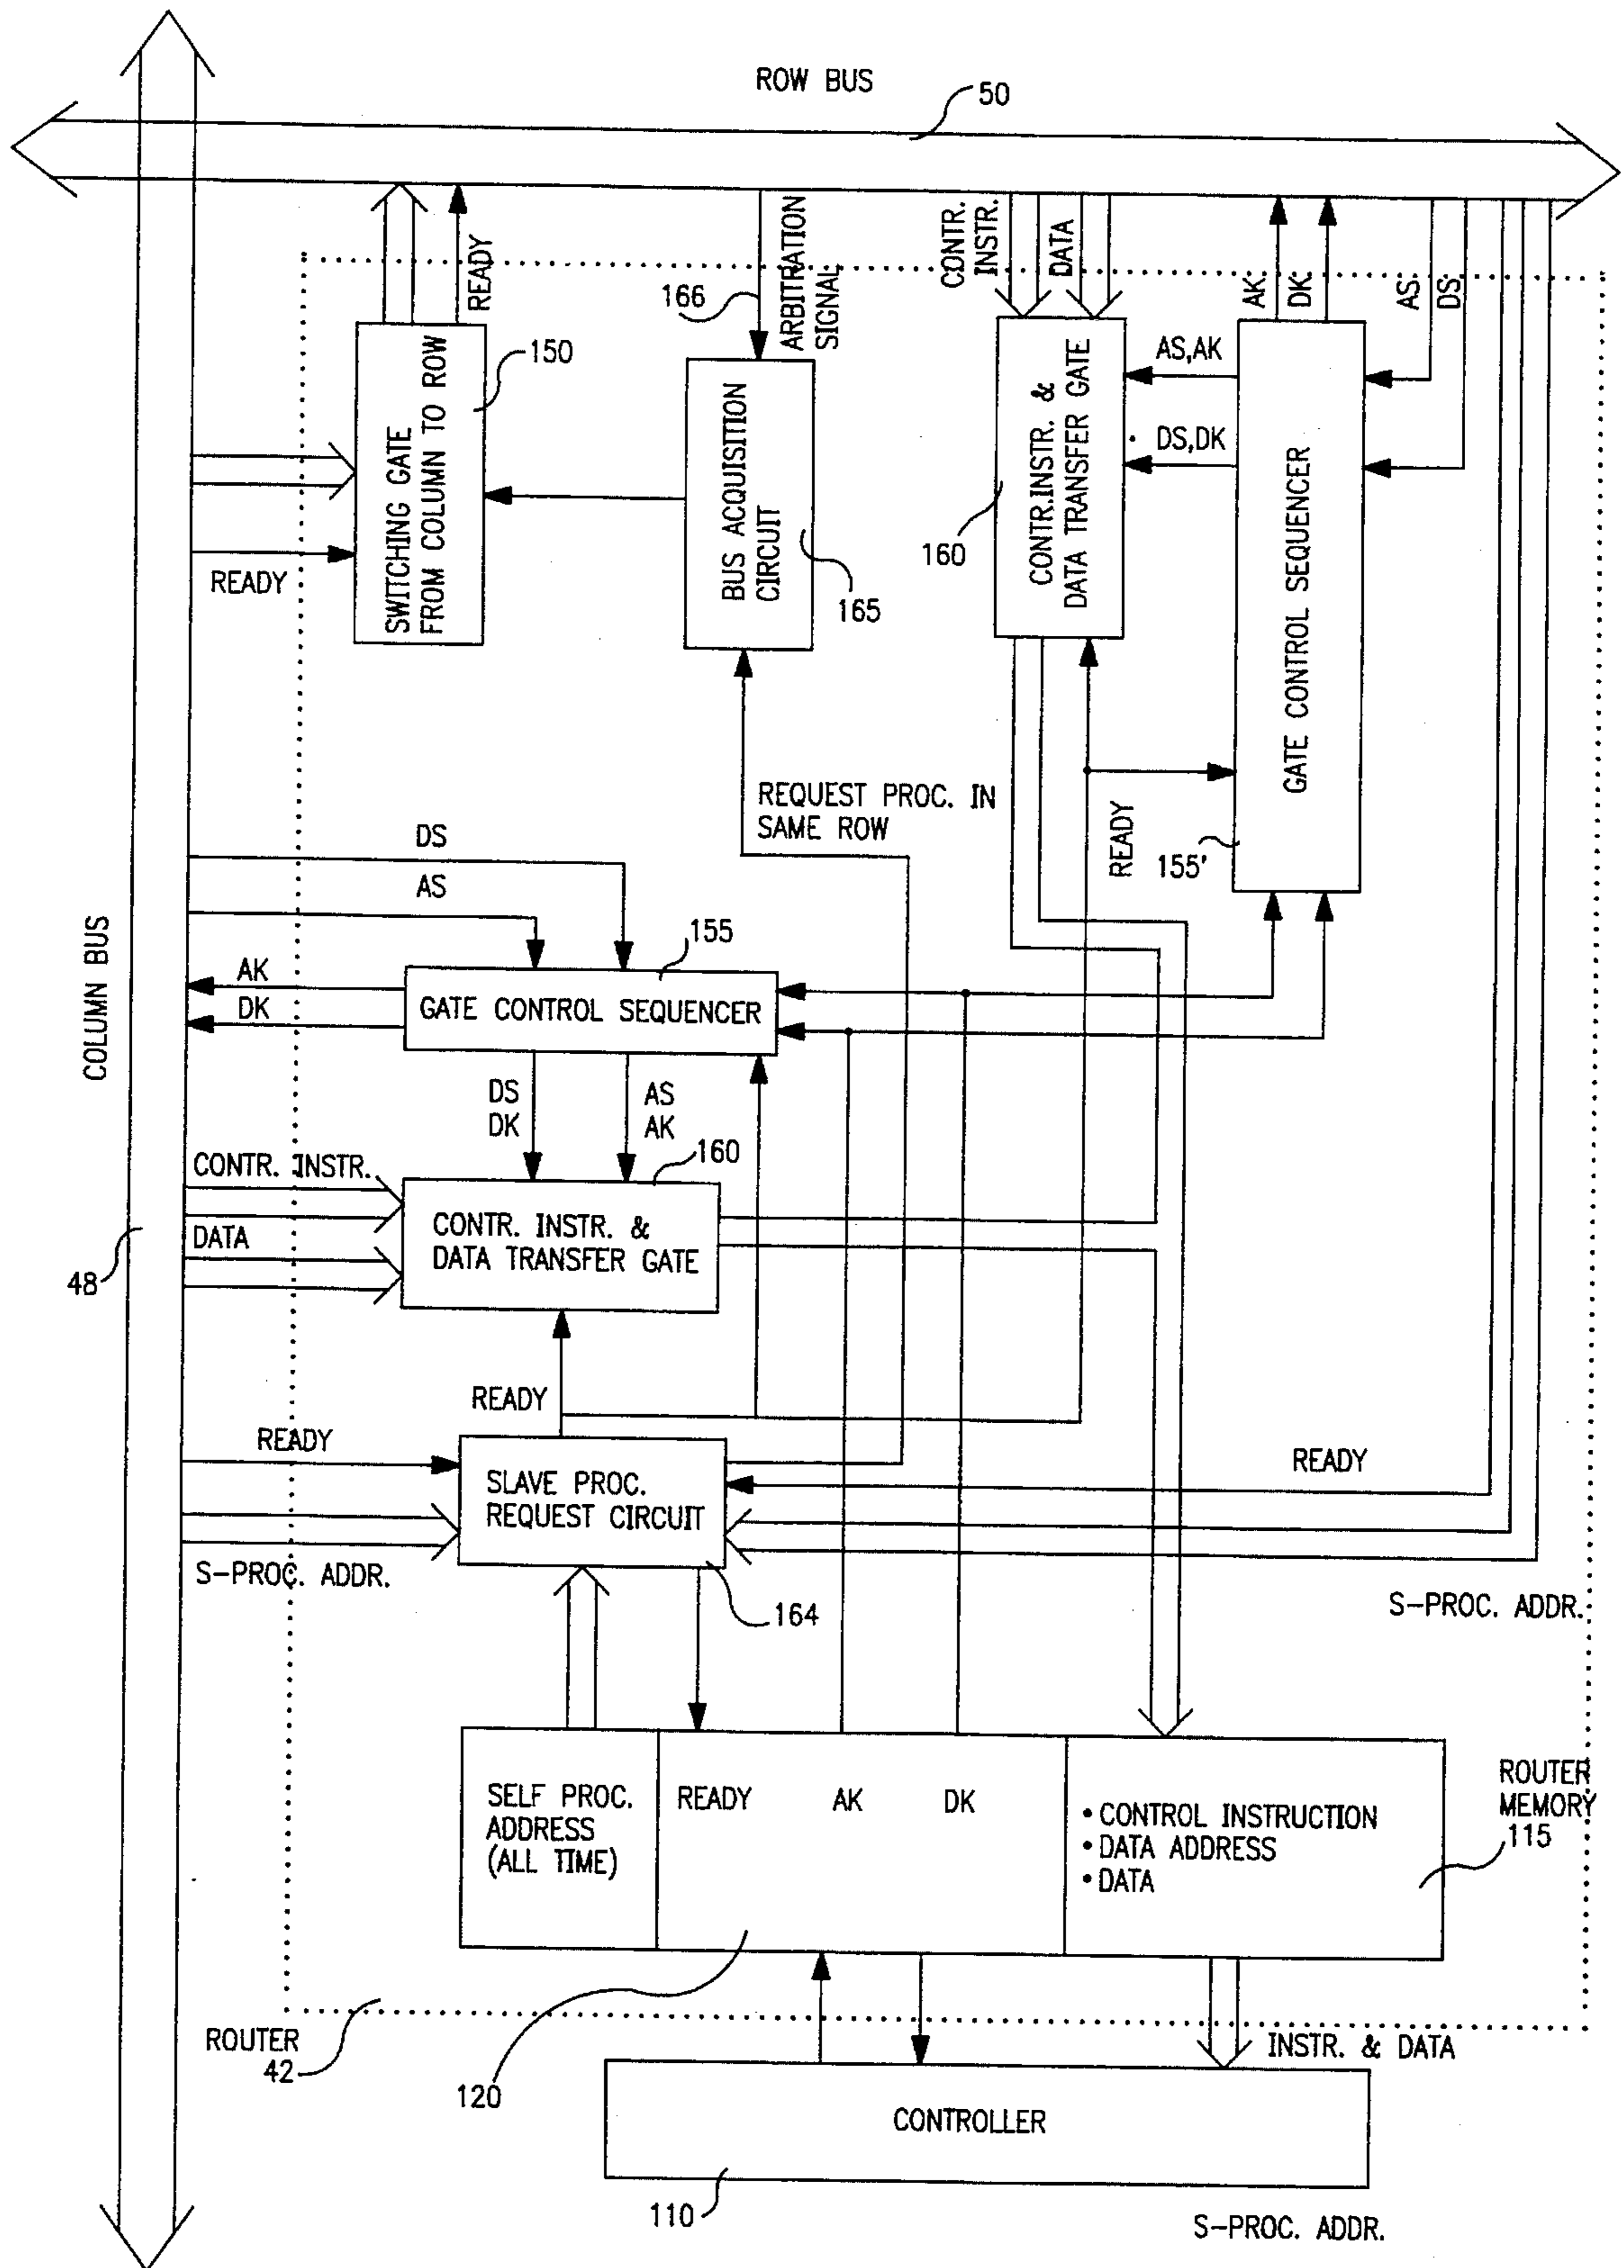 ROW BUS
50
READY
166
ARBITRATION
SIGNAL
CONTR.
INSTR.
DATA
AK
DK
AS
DS
150
SWITCHING GATE
FROM COLUMN TO ROW
READY
BUS ACQUISITION
CIRCUIT
165
160
CONTR.INSTR. &
DATA TRANSFER GATE
AS,AK
DS,DK
GATE CONTROL SEQUENCER
155'
READY
REQUEST PROC. IN
SAME ROW
DS
AS
COLUMN BUS
AK
DK
155
GATE CONTROL SEQUENCER
DS
DK
AS
AK
160
CONTR. INSTR.
DATA
CONTR. INSTR. &
DATA TRANSFER GATE
48
READY
READY
READY
SLAVE PROC.
REQUEST CIRCUIT
S-PROC. ADDR.
164
S-PROC. ADDR.
SELF PROC.
ADDRESS
(ALL TIME)
READY
AK
DK
• CONTROL INSTRUCTION
• DATA ADDRESS
• DATA
ROUTER
MEMORY
115
ROUTER
42
120
INSTR. & DATA
CONTROLLER
110
S-PROC. ADDR.